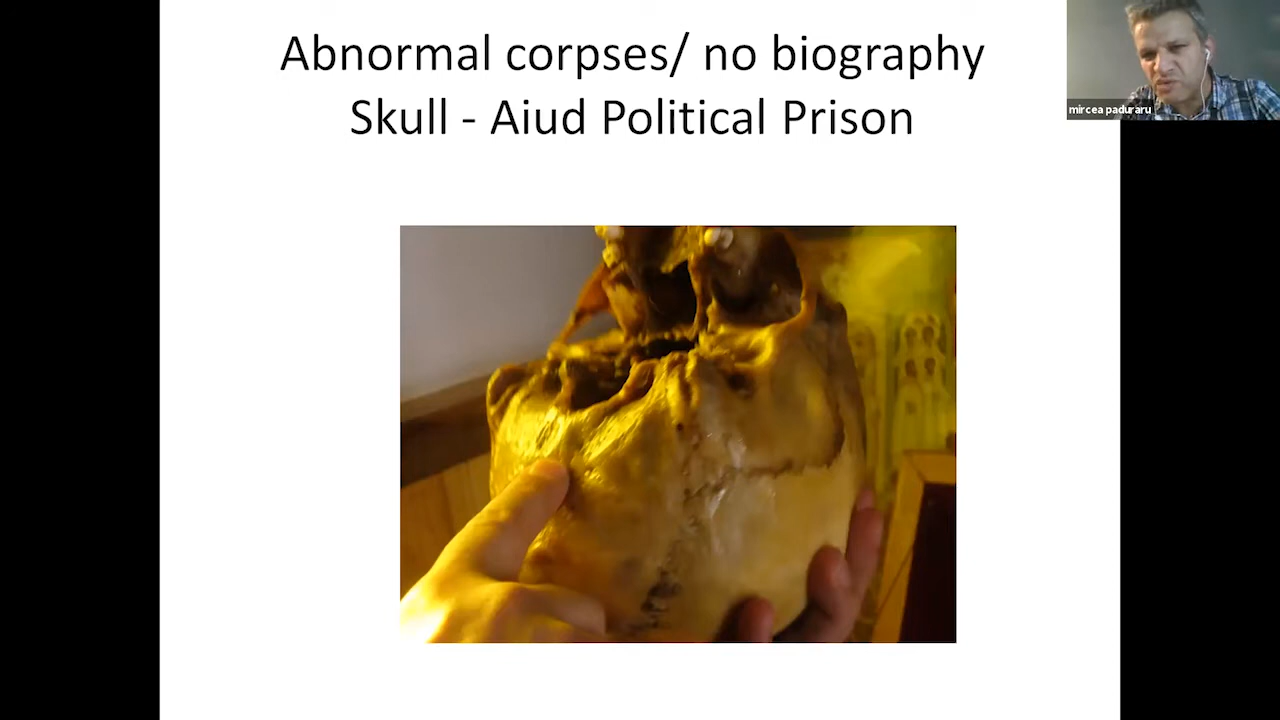 Abnormal corpses/ no biography
Skull - Aiud Political Prison
mircea paduraru